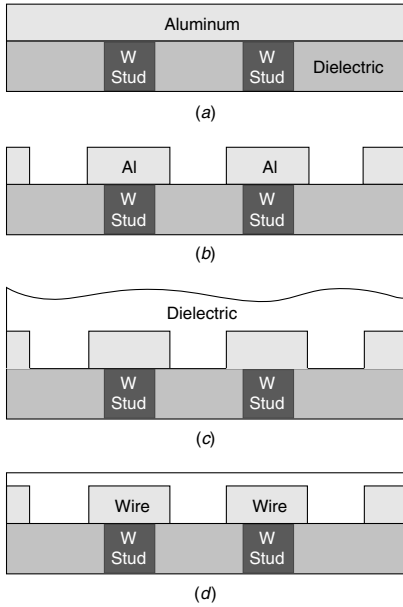 Aluminum
W
Stud
W
Stud
Dielectric
(a)
Al
Al
W
Stud
W
Stud
(b)
Dielectric
W
Stud
W
Stud
(c)
Wire
Wire
W
Stud
W
Stud
(d)